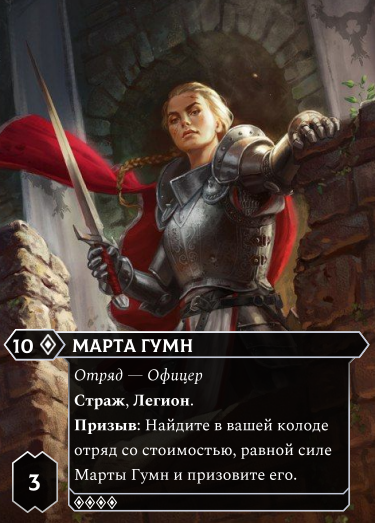 10 МАРТА ГУМН
Отряд — Офицер
Страж, Легион.
Призыв: Найдите в вашей колоде
отряд со стоимостью, равной силе
Марты Гумн и призовите его.
3